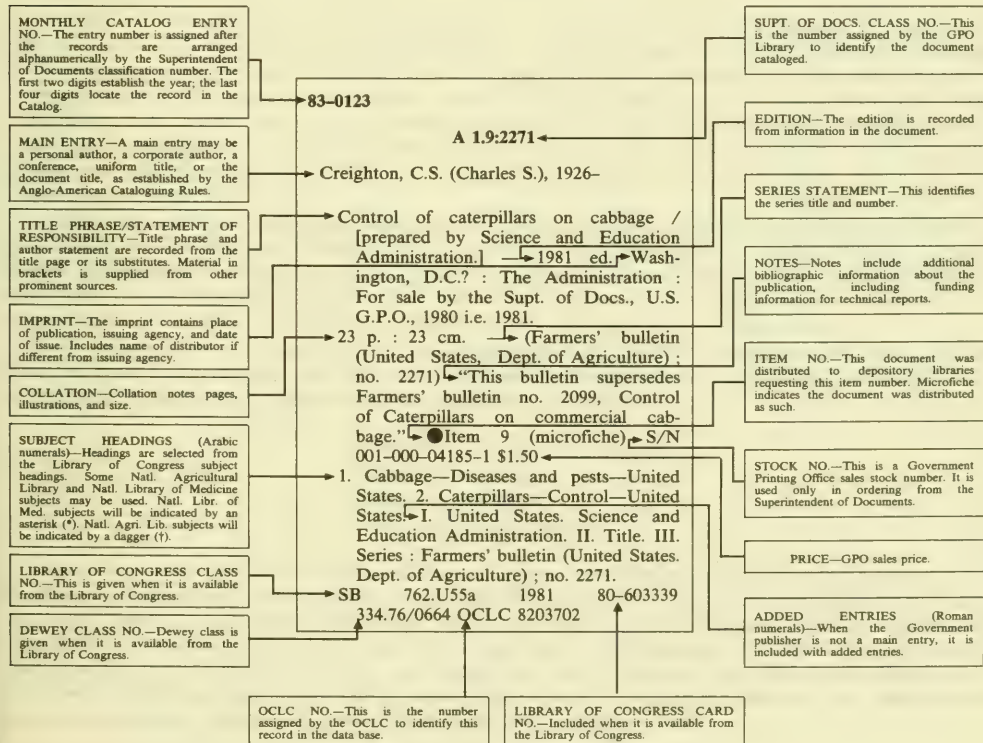 MONTHLY CATALOG ENTRY
NO.—The entry number is assigned after
the records are arranged
alphanumerically by the Superintendent
of Documents classification number. The
first two digits establish the year; the last
four digits locate the record in the
Catalog.
MAIN ENTRY—A main entry may be
a personal author, a corporate author, a
conference, uniform title, or the
document title, as established by the
Anglo-American Cataloguing Rules.
TITLE PHRASE/STATEMENT OF
RESPONSIBILITY—Title phrase and
author statement are recorded from the
title page or its substitutes. Material in
brackets is supplied from other
prominent sources.
IMPRINT—The imprint contains place
of publication, issuing agency, and date
of issue. Includes name of distributor if
different from issuing agency.
COLLATION—Collation notes pages,
illustrations, and size.
SUBJECT HEADINGS (Arabic
numerals)—Headings are selected from
the Library of Congress subject
headings. Some Natl. Agricultural
Library and Natl. Library of Medicine
subjects may be used. Natl. Libr. of
Med. subjects will be indicated by an
asterisk (*). Natl. Agri. Lib. subjects will
be indicated by a dagger (†).
LIBRARY OF CONGRESS CLASS
NO.—This is given when it is available
from the Library of Congress.
DEWEY CLASS NO.—Dewey class is
given when it is available from the
Library of Congress.
83-0123
A 1.9:2271
Creighton, C.S. (Charles S.), 1926–
Control of caterpillars on cabbage /
[prepared by Science and Education
Administration.] — 1981 ed. Wash-
ington, D.C.? : The Administration :
For sale by the Supt. of Docs., U.S.
G.P.O., 1980 i.e. 1981.
23 p. : 23 cm. — (Farmers' bulletin
(United States, Dept. of Agriculture) ;
no. 2271) "This bulletin supersedes
Farmers' bulletin no. 2099, Control
of Caterpillars on commercial cab-
bage." ●Item 9 (microfiche) S/N
001-000-04185-1 $1.50
1. Cabbage—Diseases and pests—United
States. 2. Caterpillars—Control—United
States. I. United States. Science and
Education Administration. II. Title. III.
Series : Farmers' bulletin (United States.
Dept. of Agriculture) ; no. 2271.
SB 762.U55a 1981 80-603339
334.76/0664 OCLC 8203702
SUPT. OF DOCS. CLASS NO.—This
is the number assigned by the GPO
Library to identify the document
cataloged.
EDITION—The edition is recorded
from information in the document.
SERIES STATEMENT—This identifies
the series title and number.
NOTES—Notes include additional
bibliographic information about the
publication, including funding
information for technical reports.
ITEM NO.—This document was
distributed to depository libraries
requesting this item number. Microfiche
indicates the document was distributed
as such.
STOCK NO.—This is a Government
Printing Office sales stock number. It is
used only in ordering from the
Superintendent of Documents.
PRICE—GPO sales price.
ADDED ENTRIES (Roman
numerals)—When the Government
publisher is not a main entry, it is
included with added entries.
OCLC NO.—This is the number
assigned by the OCLC to identify this
record in the data base.
LIBRARY OF CONGRESS CARD
NO.—Included when it is available from
the Library of Congress.